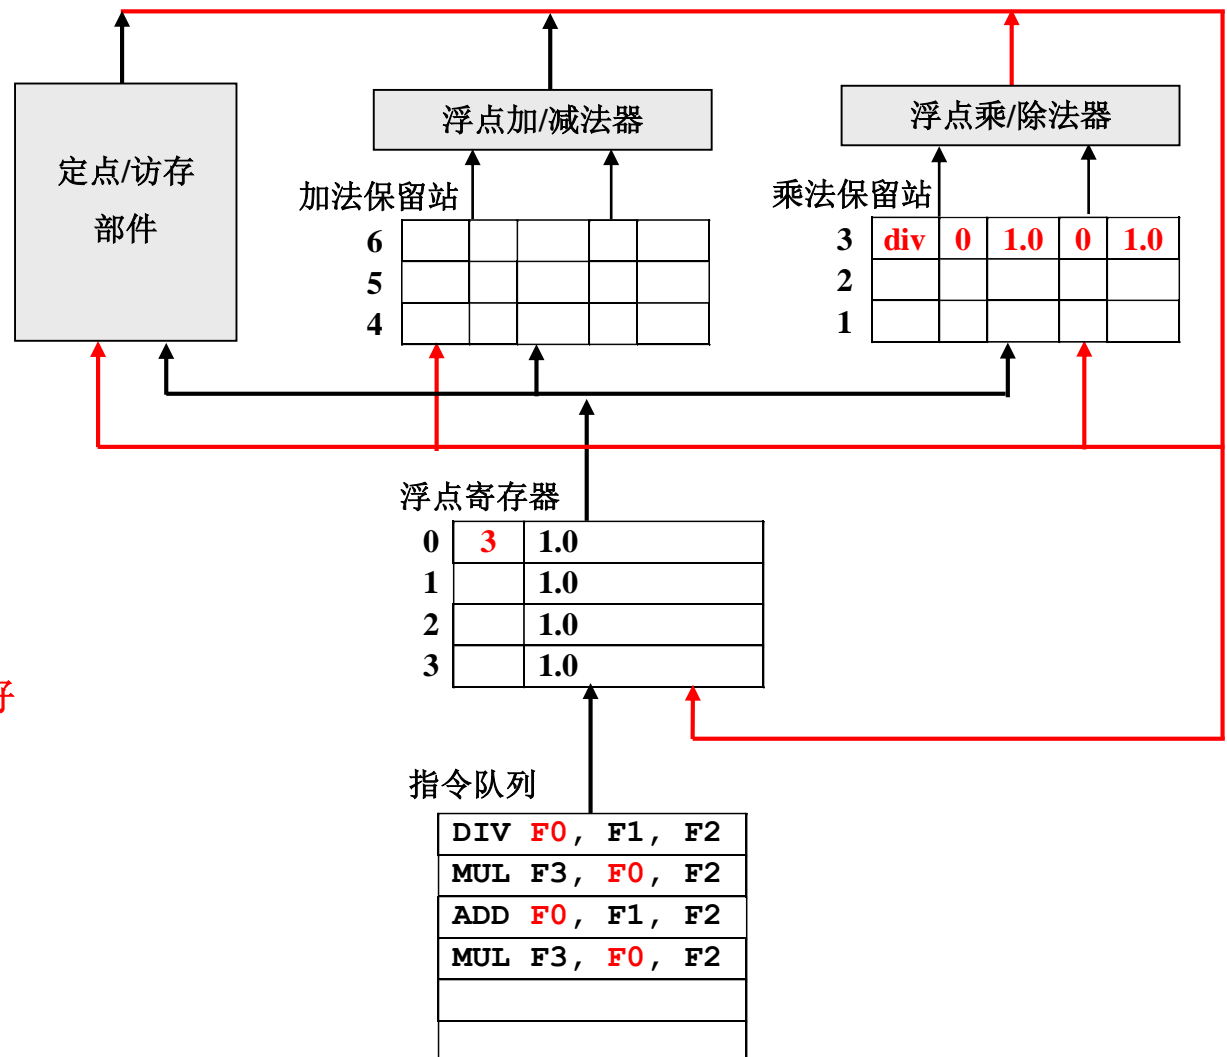 定点/访存
部件
浮点加/减法器
浮点乘/除法器
加法保留站
6
5
4
乘法保留站
3 div 0 1.0 0 1.0
2
1
浮点寄存器
0 3 1.0
1 1.0
2 1.0
3 1.0
指令队列
DIV F0, F1, F2
MUL F3, F0, F2
ADD F0, F1, F2
MUL F3, F0, F2